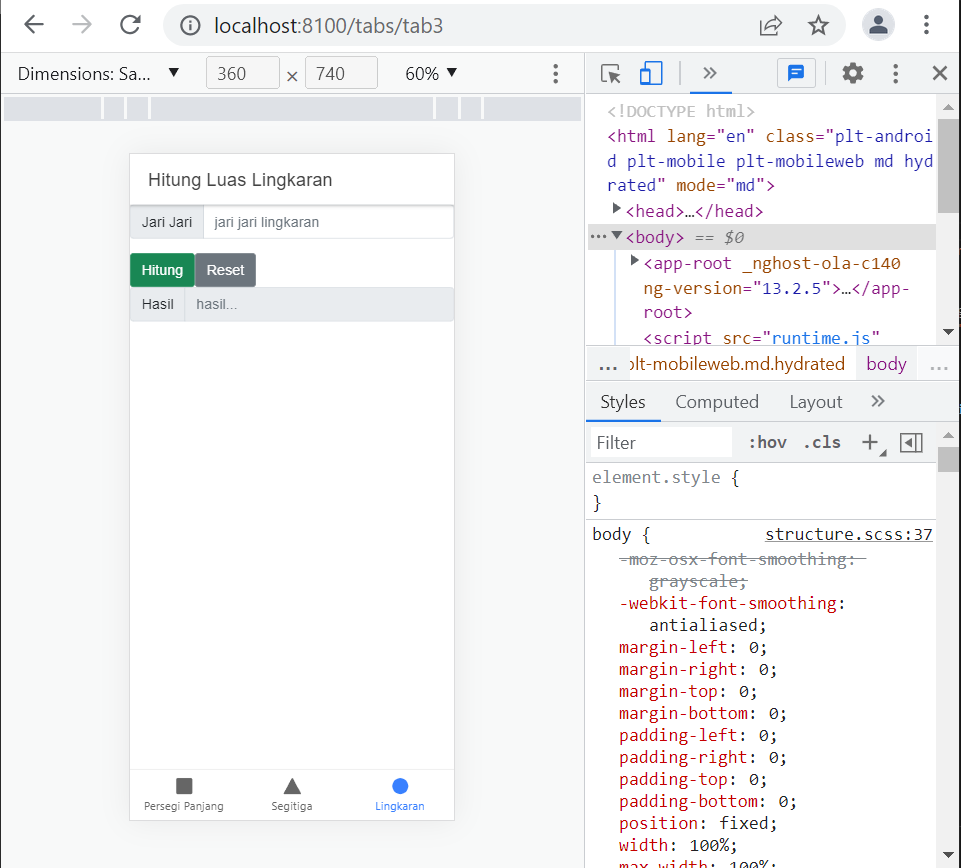 localhost:8100/tabs/tab3
Dimensions: Sa... ▼ 360 × 740 60% ▼
Hitung Luas Lingkaran
Jari Jari jari jari lingkaran
Hitung Reset
Hasil hasil...
Persegi Panjang Segitiga Lingkaran
<!DOCTYPE html>
<html lang="en" class="plt-androi
d plt-mobile plt-mobileweb md hyd
rated" mode="md">
<head>…</head>
<body> == $0
<app-root _nghost-ola-c140
ng-version="13.2.5">…</app-
root>
<script src="runtime.js"
... plt-mobileweb.md.hydrated body ...
Styles Computed Layout »
Filter :hov .cls +
element.style {
}
body { structure.scss:37
-moz-osx-font-smoothing:
grayscale;
-webkit-font-smoothing:
antialiased;
margin-left: 0;
margin-right: 0;
margin-top: 0;
margin-bottom: 0;
padding-left: 0;
padding-right: 0;
padding-top: 0;
padding-bottom: 0;
position: fixed;
width: 100%;
max-width: 100%;